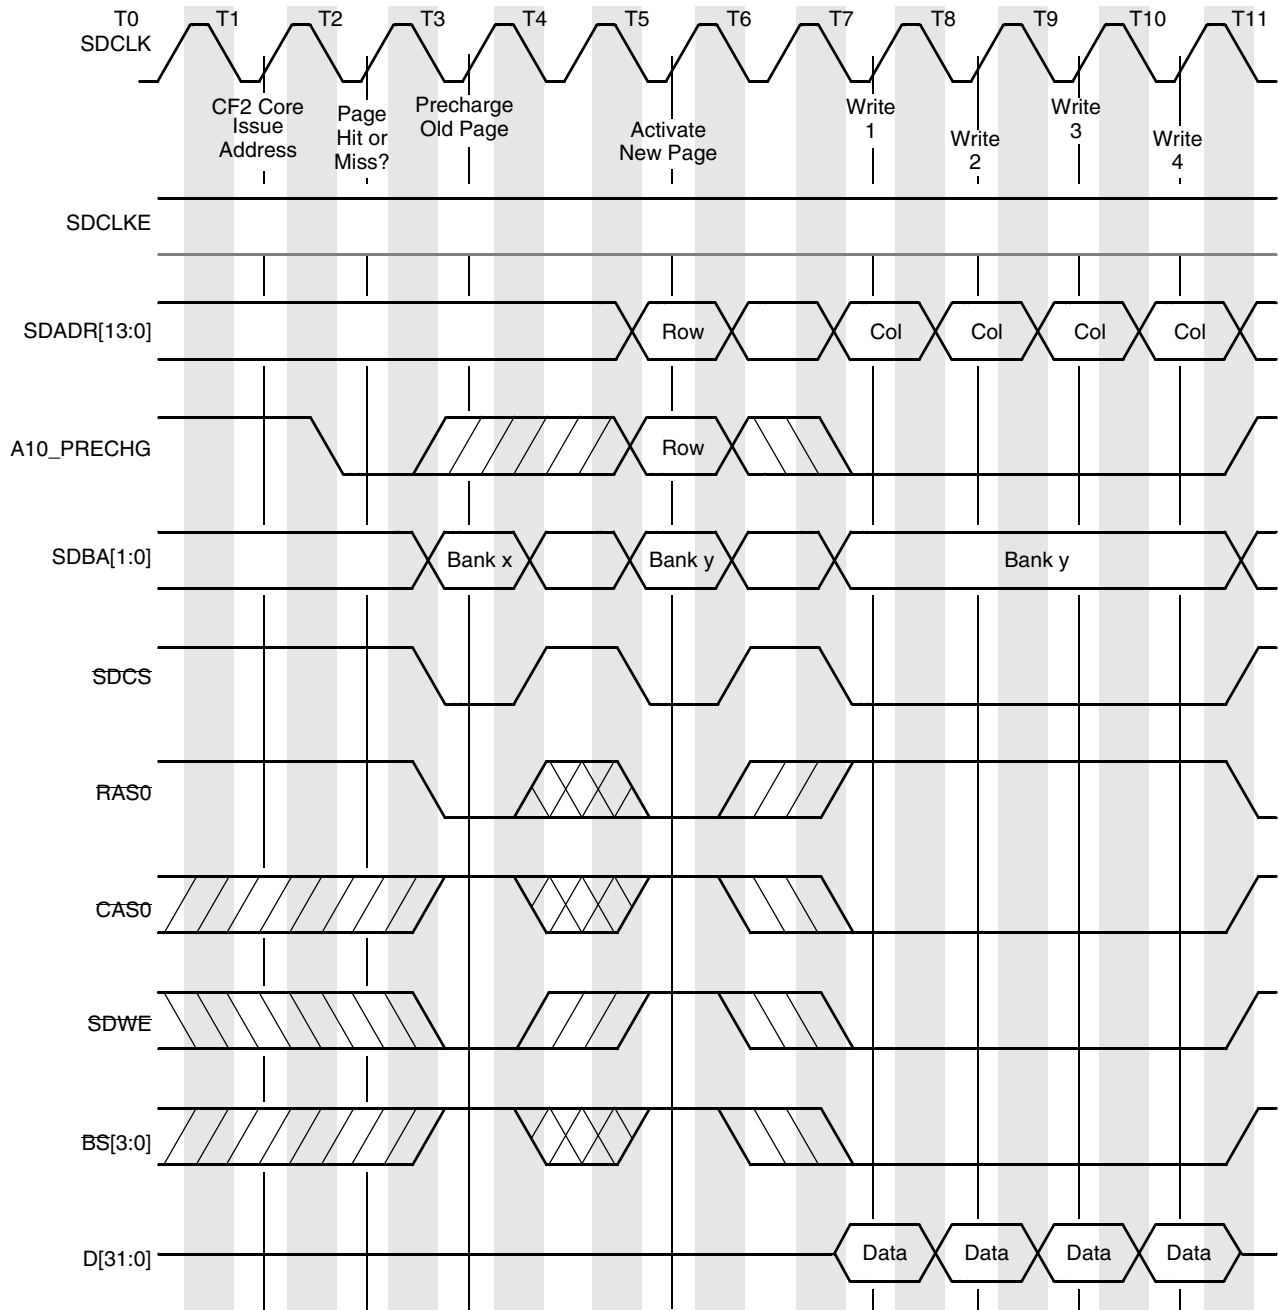 T0 T1 T2 T3 T4 T5 T6 T7 T8 T9 T10 T11
SDCLK
CF2 Core
Issue
Address
Page
Hit or
Miss?
Precharge
Old Page
Activate
New Page
Write
1
Write
2
Write
3
Write
4
SDCLKE
SDADR[13:0] Row Col Col Col Col
A10_PRECHG Row
SDBA[1:0] Bank x Bank y Bank y
SDCS
RAS0
CAS0
SDWE
BS[3:0]
D[31:0] Data Data Data Data